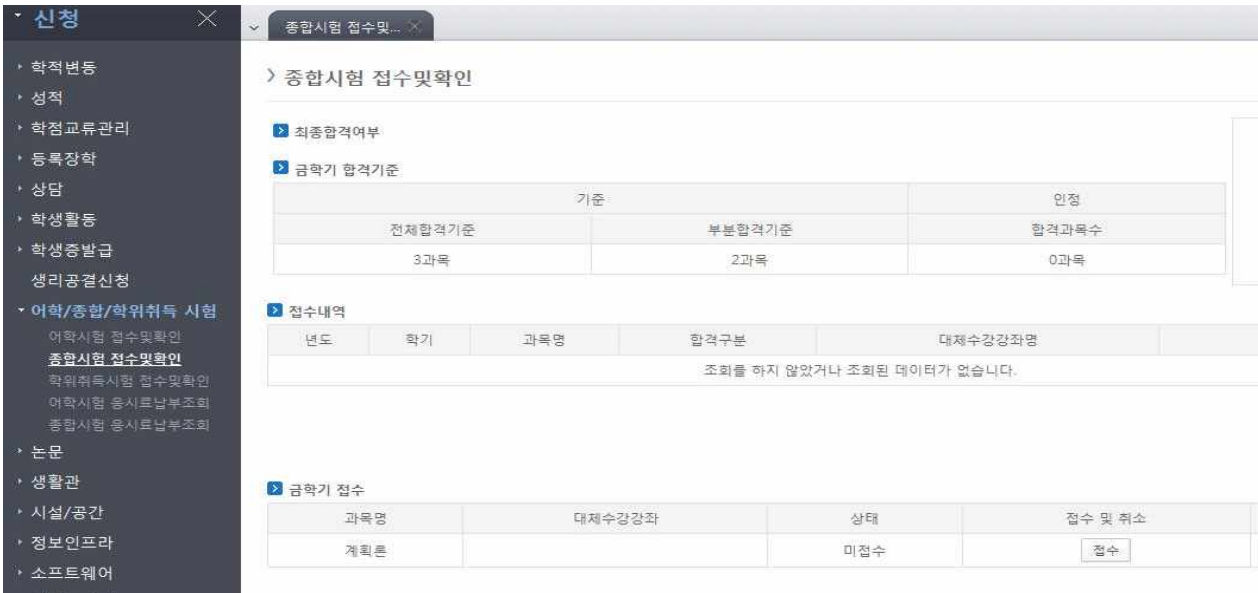 신청
학적변동
성적
학점교류관리
등록장학
상담
학생활동
학생증발급
생리공결신청
어학/종합/학위취득 시험
어학시험 접수및확인
종합시험 접수및확인
학위취득시험 접수및확인
어학시험 응시료납부조회
종합시험 응시료납부조회
논문
생활관
시설/공간
정보인프라
소프트웨어
종합시험 접수및...
종합시험 접수및확인
최종합격여부
금학기 합격기준
기준 인정
전체합격기준 부분합격기준 합격과목수
3과목 2과목 0과목
접수내역
년도 학기 과목명 합격구분 대체수강강좌명
조회를 하지 않았거나 조회된 데이터가 없습니다.
금학기 접수
과목명 대체수강강좌 상태 접수 및 취소
계획론 미접수 접수